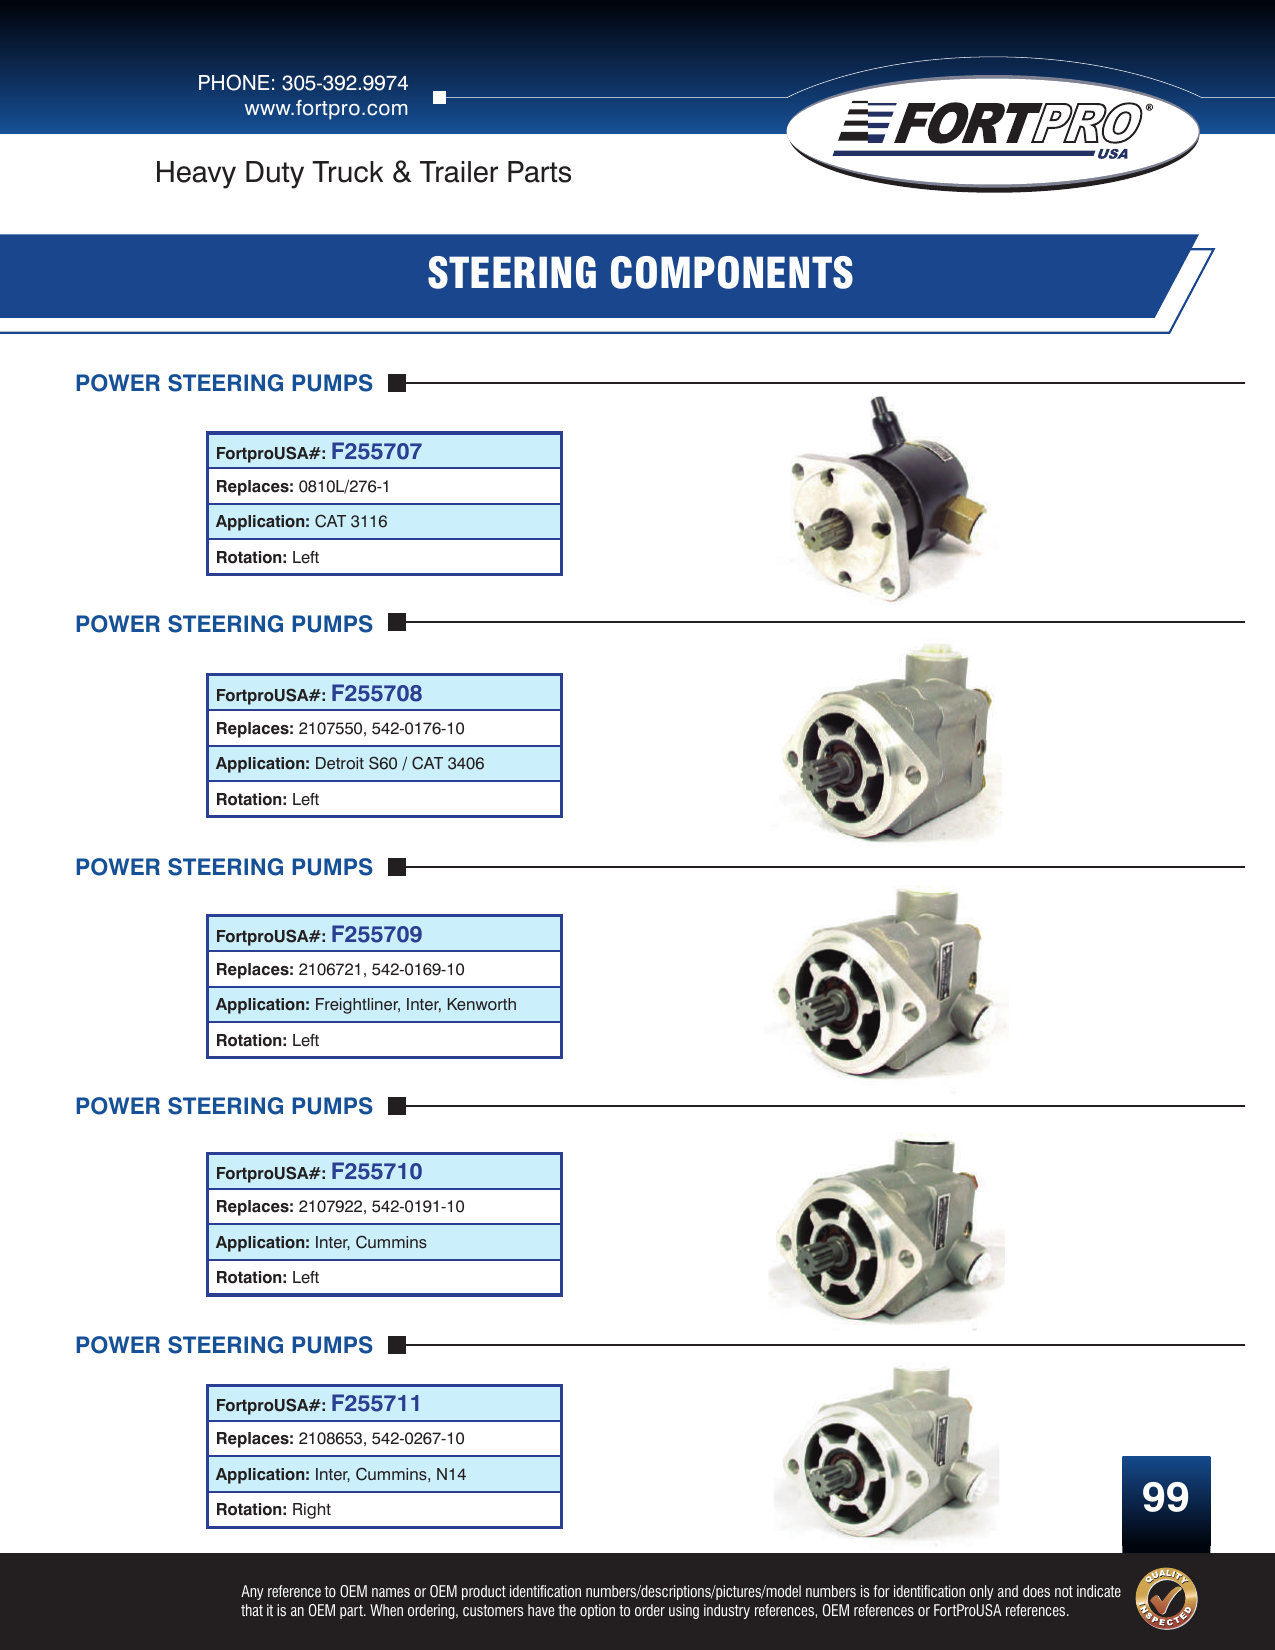 PHONE: 305-392.9974
www.fortpro.com
FORTPRO®
USA
Heavy Duty Truck & Trailer Parts
STEERING COMPONENTS
POWER STEERING PUMPS
FortproUSA#: F255707
Replaces: 0810L/276-1
Application: CAT 3116
Rotation: Left
POWER STEERING PUMPS
FortproUSA#: F255708
Replaces: 2107550, 542-0176-10
Application: Detroit S60 / CAT 3406
Rotation: Left
POWER STEERING PUMPS
FortproUSA#: F255709
Replaces: 2106721, 542-0169-10
Application: Freightliner, Inter, Kenworth
Rotation: Left
POWER STEERING PUMPS
FortproUSA#: F255710
Replaces: 2107922, 542-0191-10
Application: Inter, Cummins
Rotation: Left
POWER STEERING PUMPS
FortproUSA#: F255711
Replaces: 2108653, 542-0267-10
Application: Inter, Cummins, N14
Rotation: Right
99
Any reference to OEM names or OEM product identification numbers/descriptions/pictures/model numbers is for identification only and does not indicate
that it is an OEM part. When ordering, customers have the option to order using industry references, OEM references or FortProUSA references.
QUALITY
INSPECTED